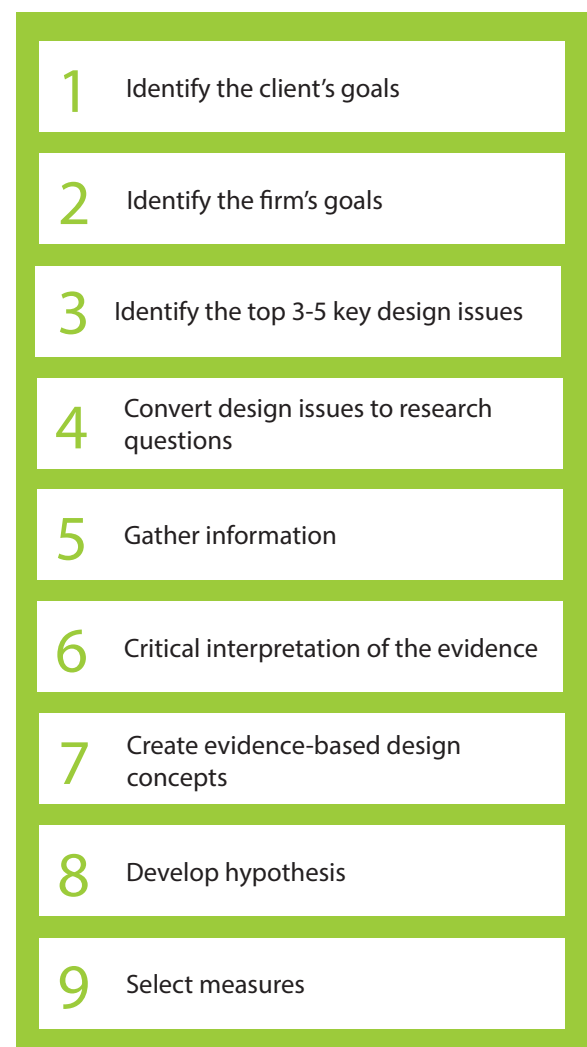 1 Identify the client’s goals
2 Identify the firm’s goals
3 Identify the top 3-5 key design issues
4 Convert design issues to research
questions
5 Gather information
6 Critical interpretation of the evidence
7 Create evidence-based design
concepts
8 Develop hypothesis
9 Select measures